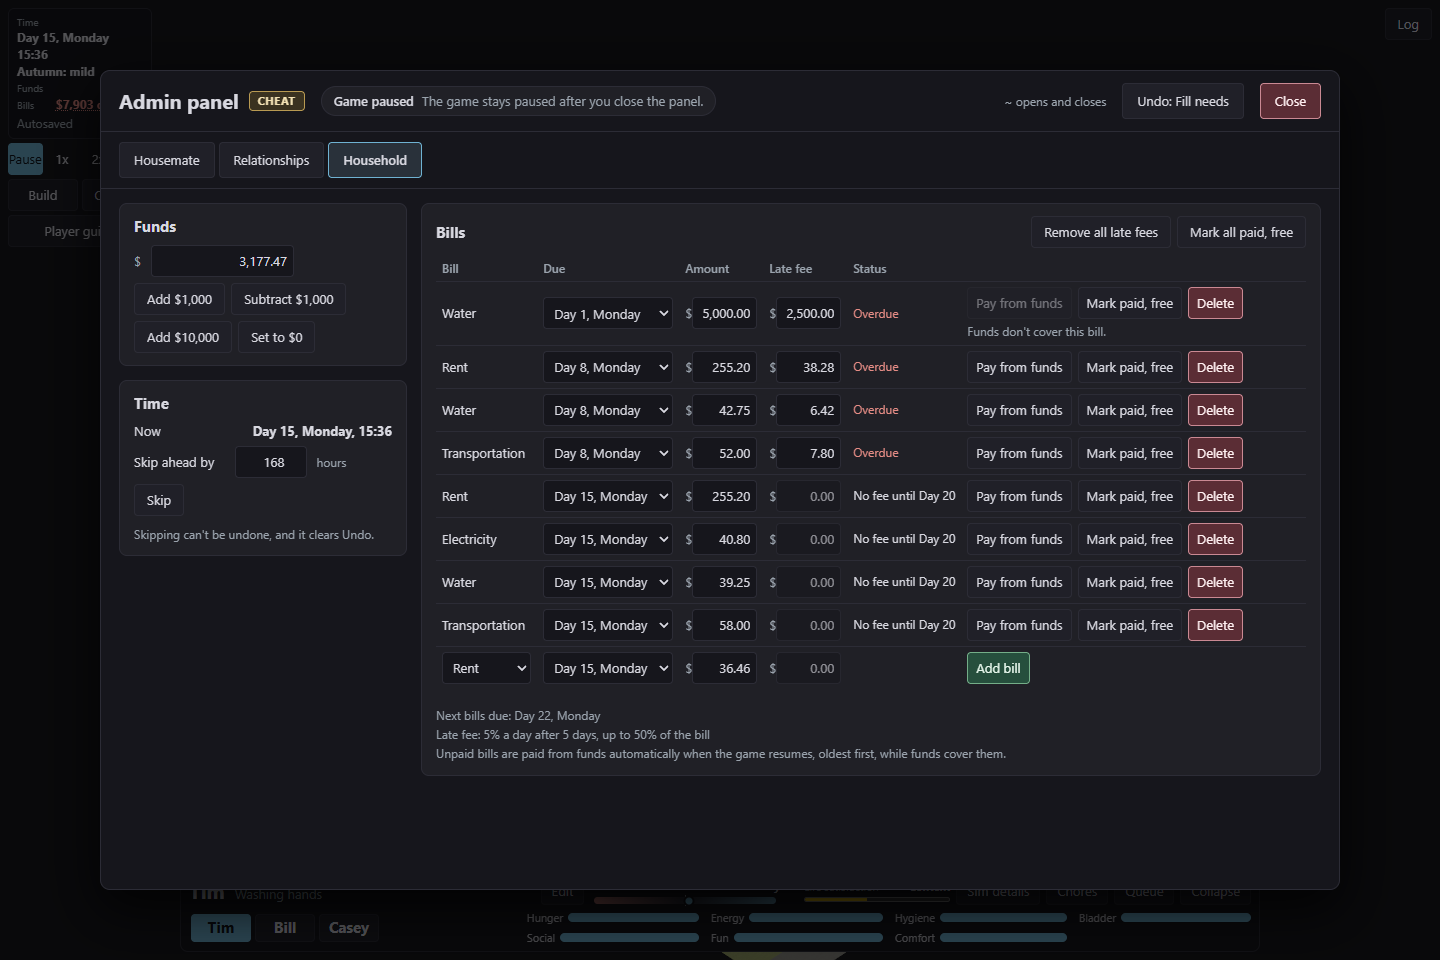 Time
Day 15, Monday
15:36
Autumn: mild
Funds
Bills $7,903
Autosaved
Pause 1x
Build
Player gui
Log
Admin panel CHEAT Game paused The game stays paused after you close the panel. ~ opens and closes Undo: Fill needs Close
Housemate Relationships Household
Funds
$ 3,177.47
Add $1,000 Subtract $1,000
Add $10,000 Set to $0
Time
Now Day 15, Monday, 15:36
Skip ahead by 168 hours
Skip
Skipping can't be undone, and it clears Undo.
Bills Remove all late fees Mark all paid, free
Bill Due Amount Late fee Status
Water Day 1, Monday $ 5,000.00 $ 2,500.00 Overdue Pay from funds Mark paid, free Delete
Funds don't cover this bill.
Rent Day 8, Monday $ 255.20 $ 38.28 Overdue Pay from funds Mark paid, free Delete
Water Day 8, Monday $ 42.75 $ 6.42 Overdue Pay from funds Mark paid, free Delete
Transportation Day 8, Monday $ 52.00 $ 7.80 Overdue Pay from funds Mark paid, free Delete
Rent Day 15, Monday $ 255.20 $ 0.00 No fee until Day 20 Pay from funds Mark paid, free Delete
Electricity Day 15, Monday $ 40.80 $ 0.00 No fee until Day 20 Pay from funds Mark paid, free Delete
Water Day 15, Monday $ 39.25 $ 0.00 No fee until Day 20 Pay from funds Mark paid, free Delete
Transportation Day 15, Monday $ 58.00 $ 0.00 No fee until Day 20 Pay from funds Mark paid, free Delete
Rent Day 15, Monday $ 36.46 $ 0.00 Add bill
Next bills due: Day 22, Monday
Late fee: 5% a day after 5 days, up to 50% of the bill
Unpaid bills are paid from funds automatically when the game resumes, oldest first, while funds cover them.
Tim Washing hands Edit Sim details Chores Queue Collapse
Tim Bill Casey
Hunger Energy Hygiene Bladder
Social Fun Comfort